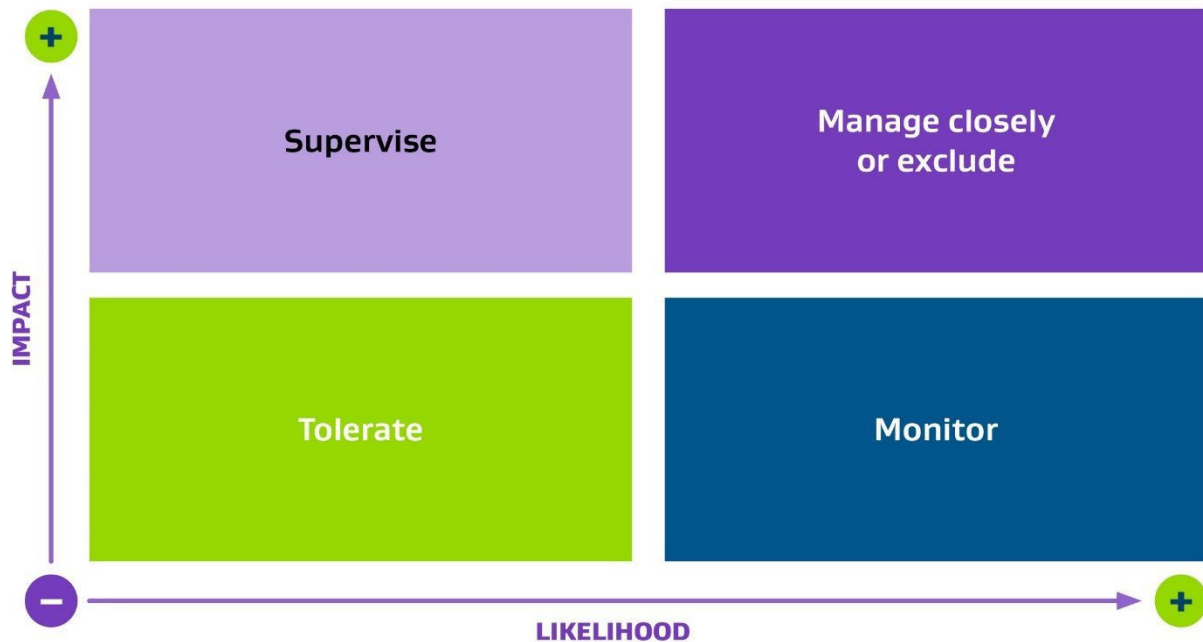 +
Supervise
Manage closely
or exclude
IMPACT
Tolerate
Monitor
−
+
LIKELIHOOD